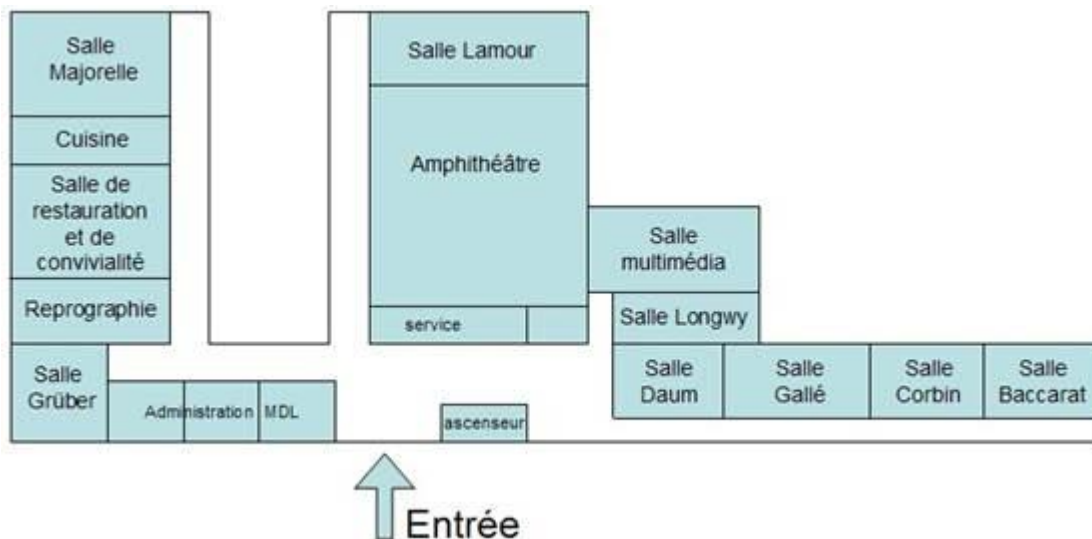 Salle
Majorelle
Cuisine
Salle de
restauration
et de
convivialité
Reprographie
Salle
Grüber
Administration
MDL
Salle Lamour
Amphithéâtre
service
ascenseur
Salle
multimédia
Salle Longwy
Salle
Daum
Salle
Gallé
Salle
Corbin
Salle
Baccarat
Entrée